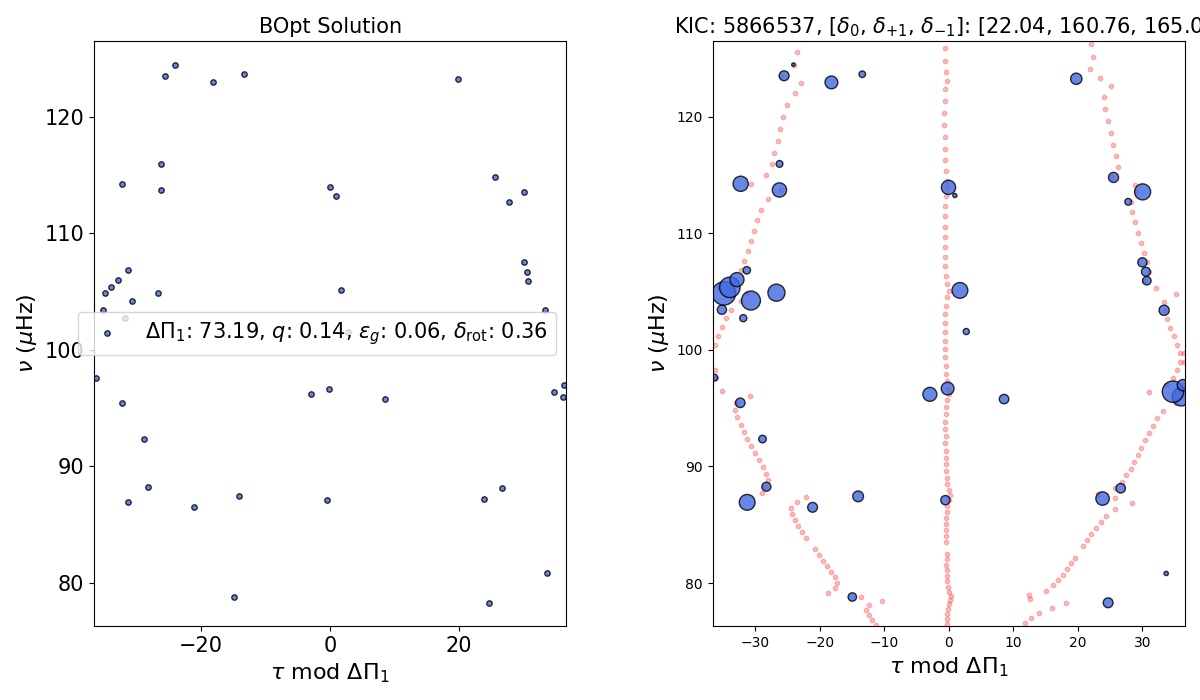 BOpt Solution
KIC: 5866537, [δ₀, δ₊₁, δ₋₁]: [22.04, 160.76, 165.0
120
110
100
90
80
ν (μHz)
ΔΠ₁: 73.19, q: 0.14, ε_g: 0.06, δ_rot: 0.36
−20 0 20
τ mod ΔΠ₁
120
110
100
90
80
ν (μHz)
−30 −20 −10 0 10 20 30
τ mod ΔΠ₁